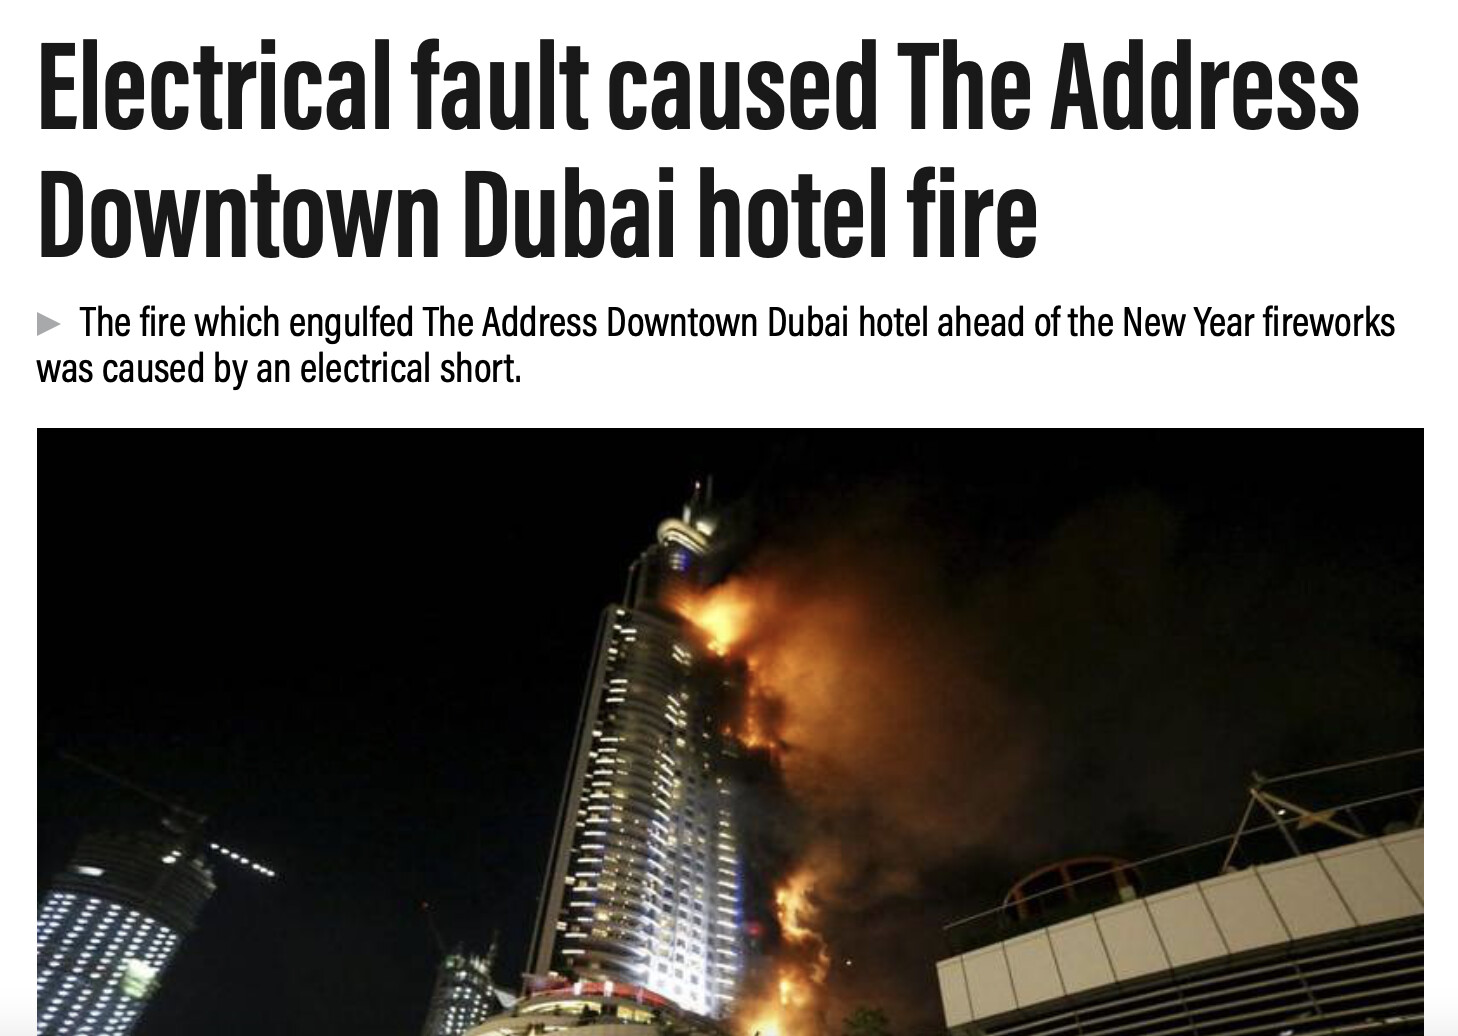 Electrical fault caused The Address
Downtown Dubai hotel fire
► The fire which engulfed The Address Downtown Dubai hotel ahead of the New Year fireworks
was caused by an electrical short.